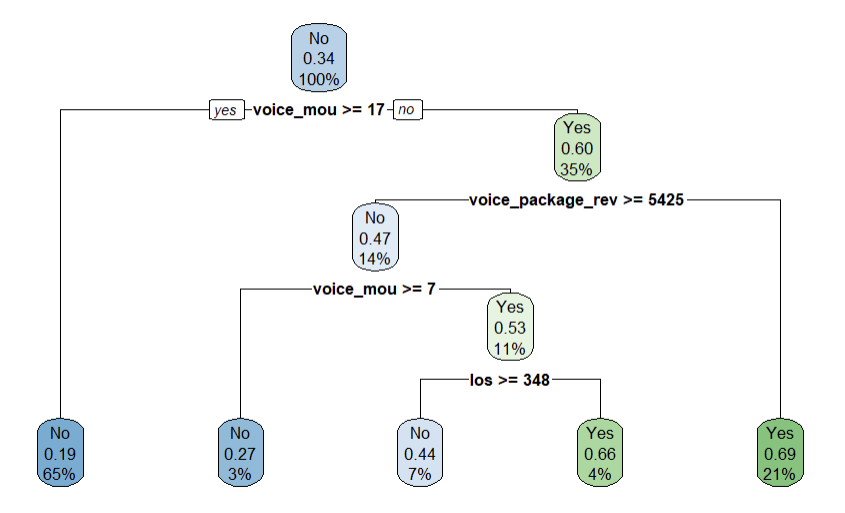 No
0.34
100%
yes voice_mou >= 17 no
Yes
0.60
35%
voice_package_rev >= 5425
No
0.47
14%
voice_mou >= 7
Yes
0.53
11%
los >= 348
No
0.19
65%
No
0.27
3%
No
0.44
7%
Yes
0.66
4%
Yes
0.69
21%